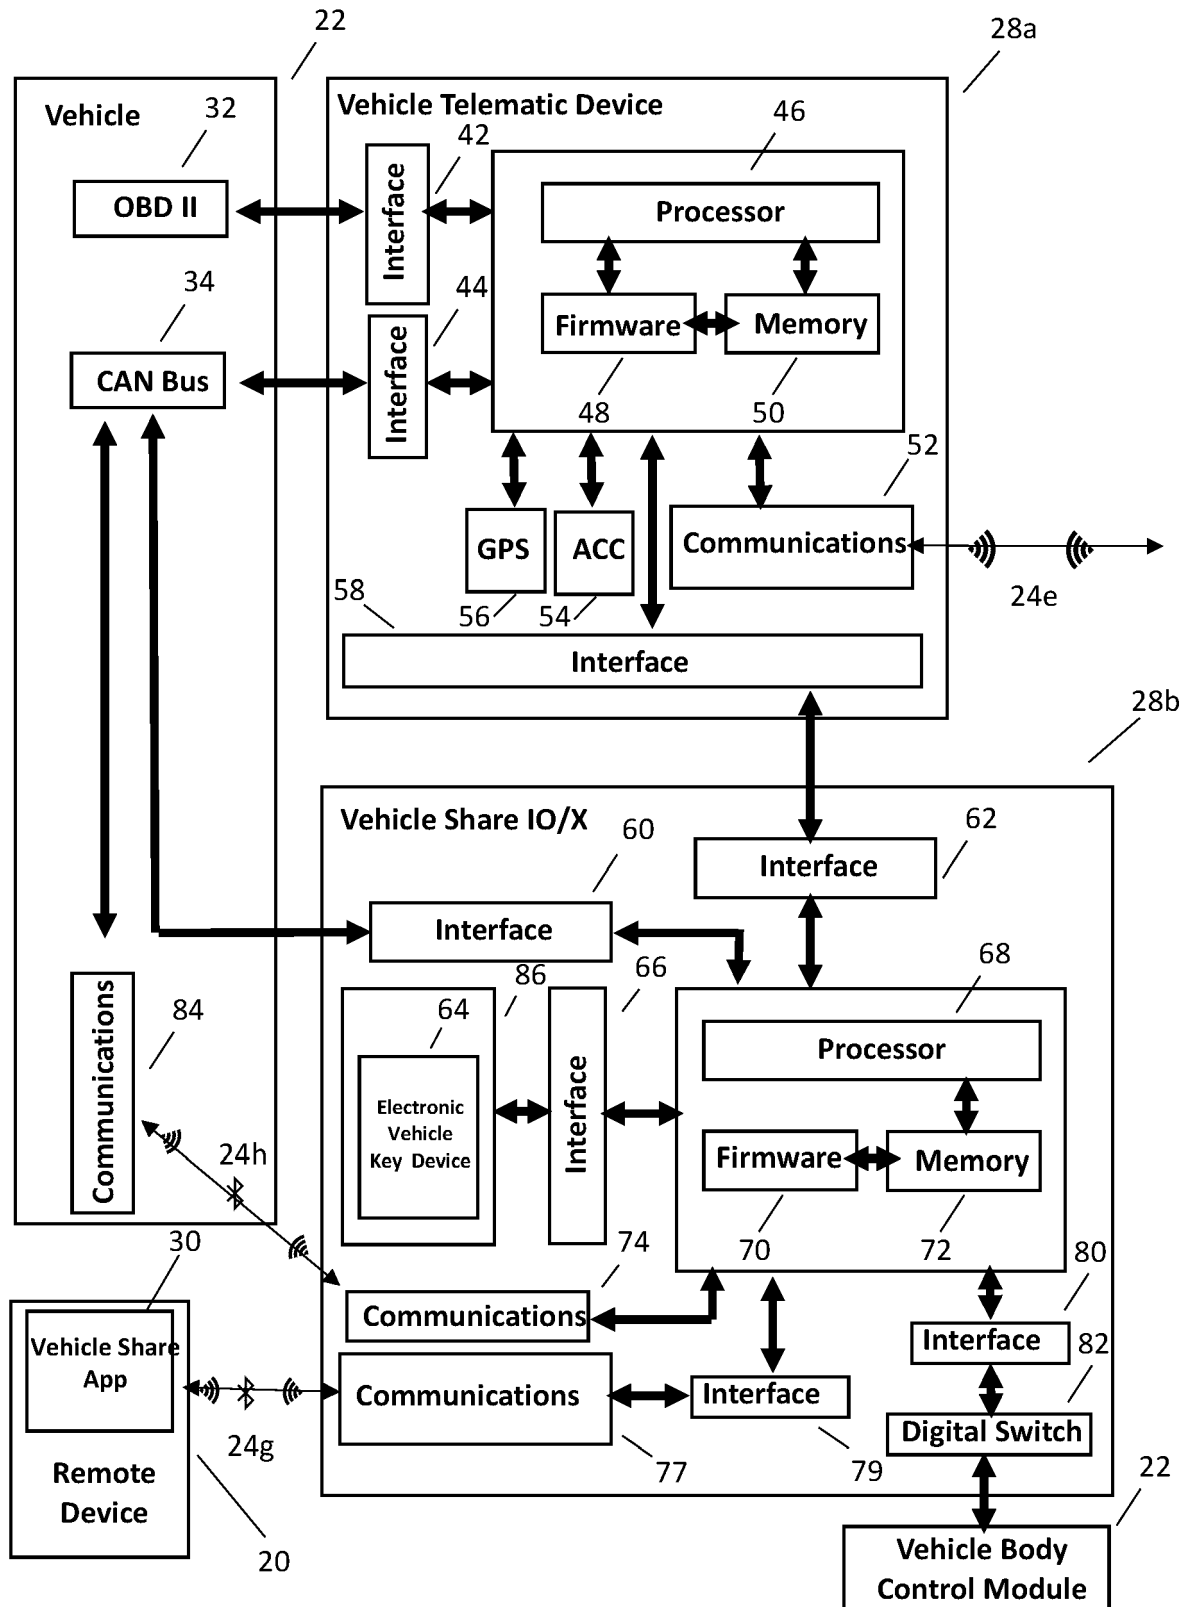 22
28a
Vehicle
Vehicle Telematic Device
32
42
46
OBD II
Interface
Processor
34
44
Firmware
Memory
CAN Bus
Interface
48
50
52
GPS
ACC
Communications
58
56
54
24e
Interface
28b
Vehicle Share IO/X
60
62
Interface
Interface
86
66
68
84
64
Communications
Processor
Electronic
Vehicle
Key Device
Interface
24h
Firmware
Memory
30
74
70
72
80
Communications
Interface
82
Vehicle Share
App
Communications
Interface
Digital Switch
24g
Remote
Device
77
79
22
20
Vehicle Body
Control Module